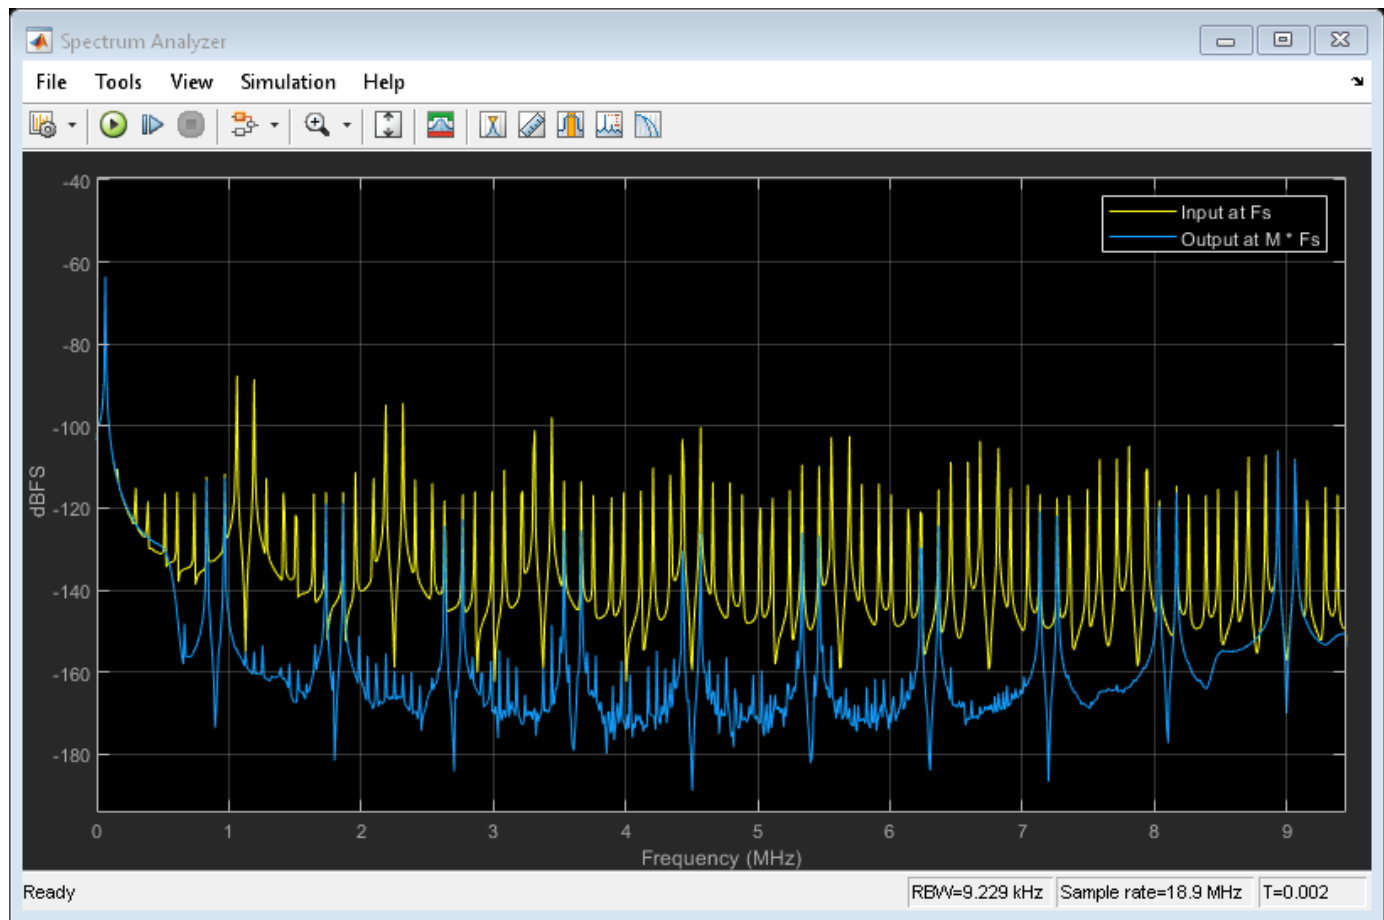 Spectrum Analyzer
File Tools View Simulation Help
-40
-60
-80
-100
-120
-140
-160
-180
dBFS
Input at Fs
Output at M * Fs
0 1 2 3 4 5 6 7 8 9
Frequency (MHz)
Ready RBW=9.229 kHz Sample rate=18.9 MHz T=0.002